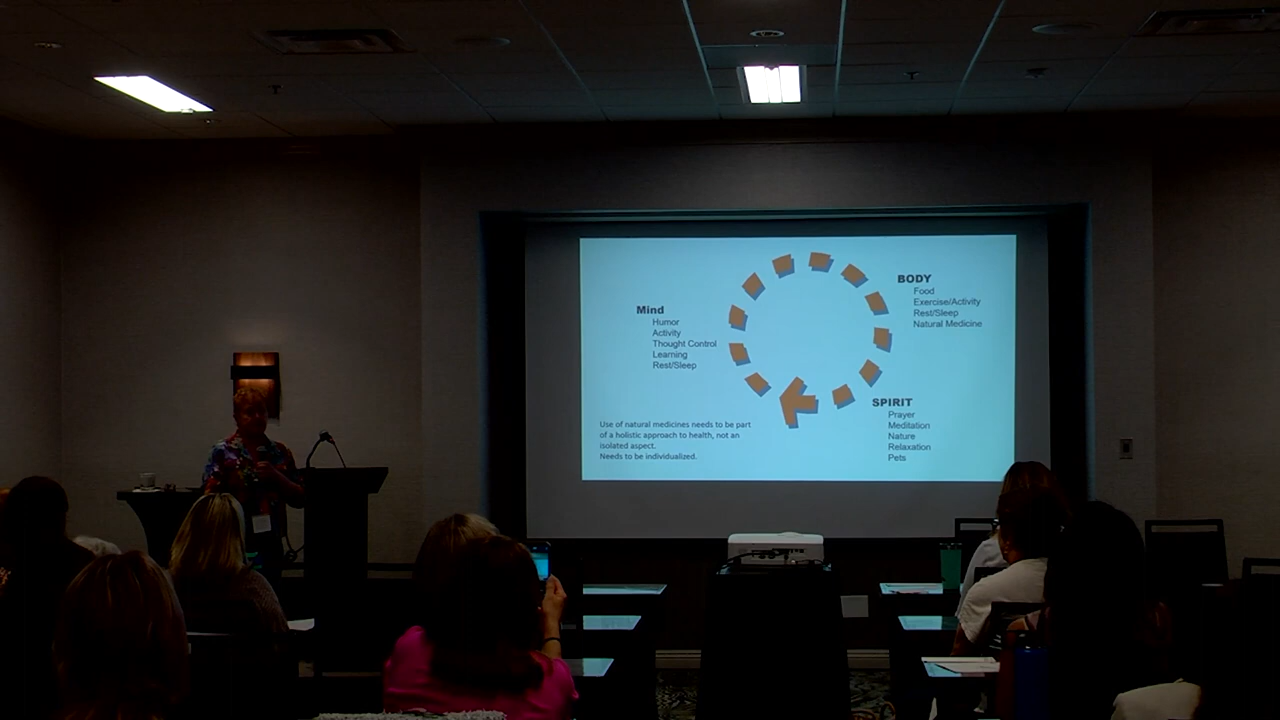 Mind
Humor
Activity
Thought Control
Learning
Rest/Sleep
BODY
Food
Exercise/Activity
Rest/Sleep
Natural Medicine
SPIRIT
Prayer
Meditation
Nature
Relaxation
Pets
Use of natural medicines needs to be part
of a holistic approach to health, not an
isolated aspect.
Needs to be individualized.